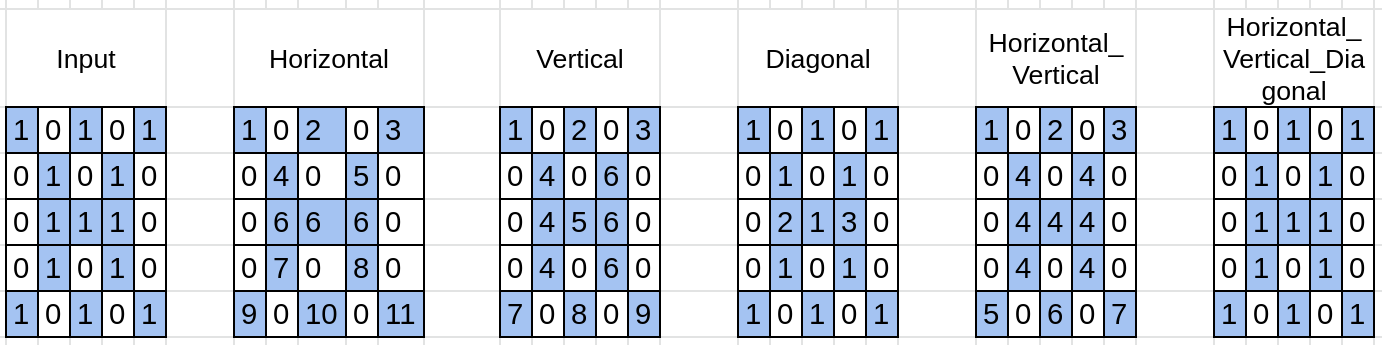 Input
Horizontal
Vertical
Diagonal
Horizontal_
Vertical
Horizontal_
Vertical_Dia
gonal
1 0 1 0 1
0 1 0 1 0
0 1 1 1 0
0 1 0 1 0
1 0 1 0 1
1 0 2 0 3
0 4 0 5 0
0 6 6 6 0
0 7 0 8 0
9 0 10 0 11
1 0 2 0 3
0 4 0 6 0
0 4 5 6 0
0 4 0 6 0
7 0 8 0 9
1 0 1 0 1
0 1 0 1 0
0 2 1 3 0
0 1 0 1 0
1 0 1 0 1
1 0 2 0 3
0 4 0 4 0
0 4 4 4 0
0 4 0 4 0
5 0 6 0 7
1 0 1 0 1
0 1 0 1 0
0 1 1 1 0
0 1 0 1 0
1 0 1 0 1